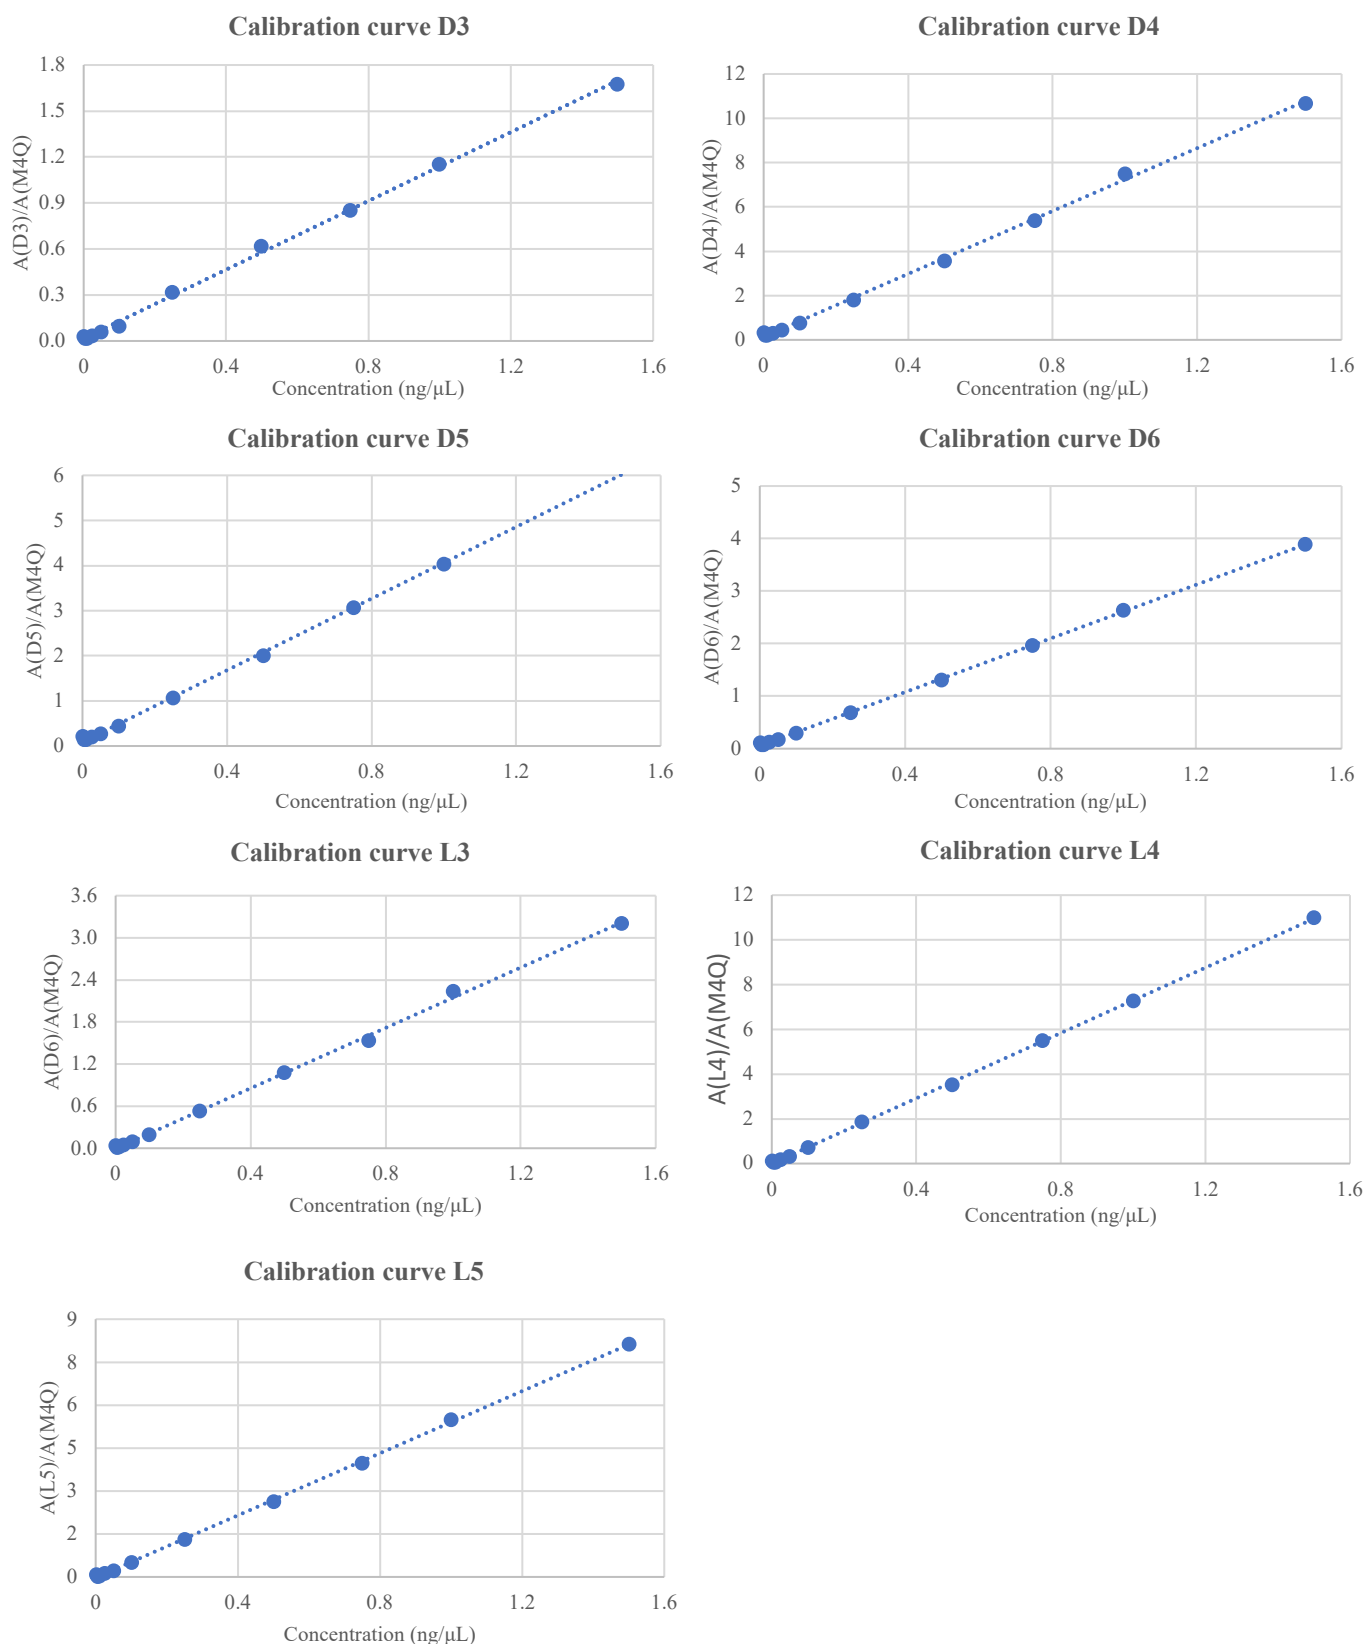 Calibration curve D3
A(D3)/A(M4Q)
1.8
1.5
1.2
0.9
0.6
0.3
0.0
0 0.4 0.8 1.2 1.6
Concentration (ng/μL)
Calibration curve D4
A(D4)/A(M4Q)
12
10
8
6
4
2
0
0 0.4 0.8 1.2 1.6
Concentration (ng/μL)
Calibration curve D5
A(D5)/A(M4Q)
6
5
4
3
2
1
0
0 0.4 0.8 1.2 1.6
Concentration (ng/μL)
Calibration curve D6
A(D6)/A(M4Q)
5
4
3
2
1
0
0 0.4 0.8 1.2 1.6
Concentration (ng/μL)
Calibration curve L3
A(D6)/A(M4Q)
3.6
3.0
2.4
1.8
1.2
0.6
0.0
0 0.4 0.8 1.2 1.6
Concentration (ng/μL)
Calibration curve L4
A(L4)/A(M4Q)
12
10
8
6
4
2
0
0 0.4 0.8 1.2 1.6
Concentration (ng/μL)
Calibration curve L5
A(L5)/A(M4Q)
9
8
6
5
3
2
0
0 0.4 0.8 1.2 1.6
Concentration (ng/μL)